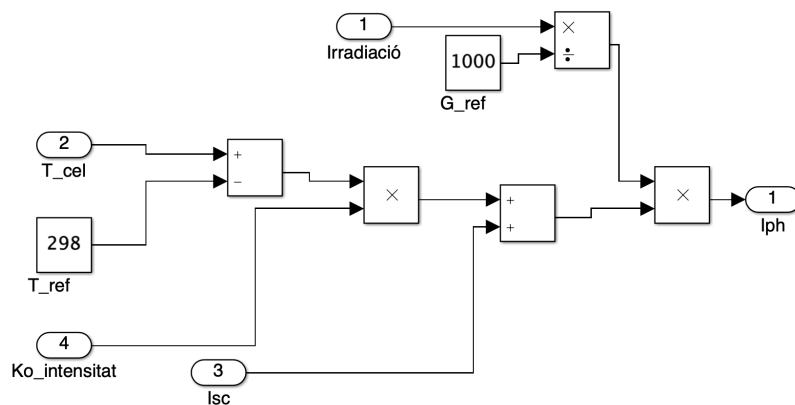 1
Irradiació
×
÷
1000
G_ref
2
T_cel
+
−
298
T_ref
×
+
+
×
1
Iph
4
Ko_intensitat
3
Isc